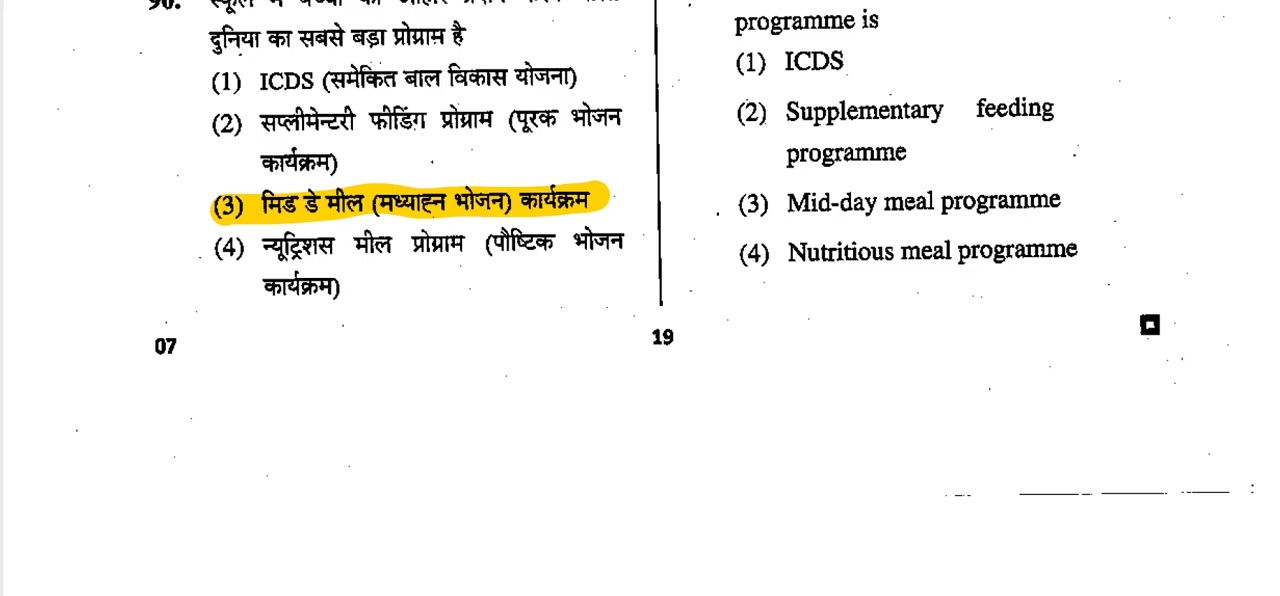 90.
दुनिया का सबसे बड़ा प्रोग्राम है
(1) ICDS (समेकित बाल विकास योजना)
(2) सप्लीमेन्टरी फीडिंग प्रोग्राम (पूरक भोजन
कार्यक्रम)
(3) मिड डे मील (मध्याह्न भोजन) कार्यक्रम
(4) न्यूट्रिशस मील प्रोग्राम (पौष्टिक भोजन
कार्यक्रम)
programme is
(1) ICDS
(2) Supplementary feeding
programme
(3) Mid-day meal programme
(4) Nutritious meal programme
07
19